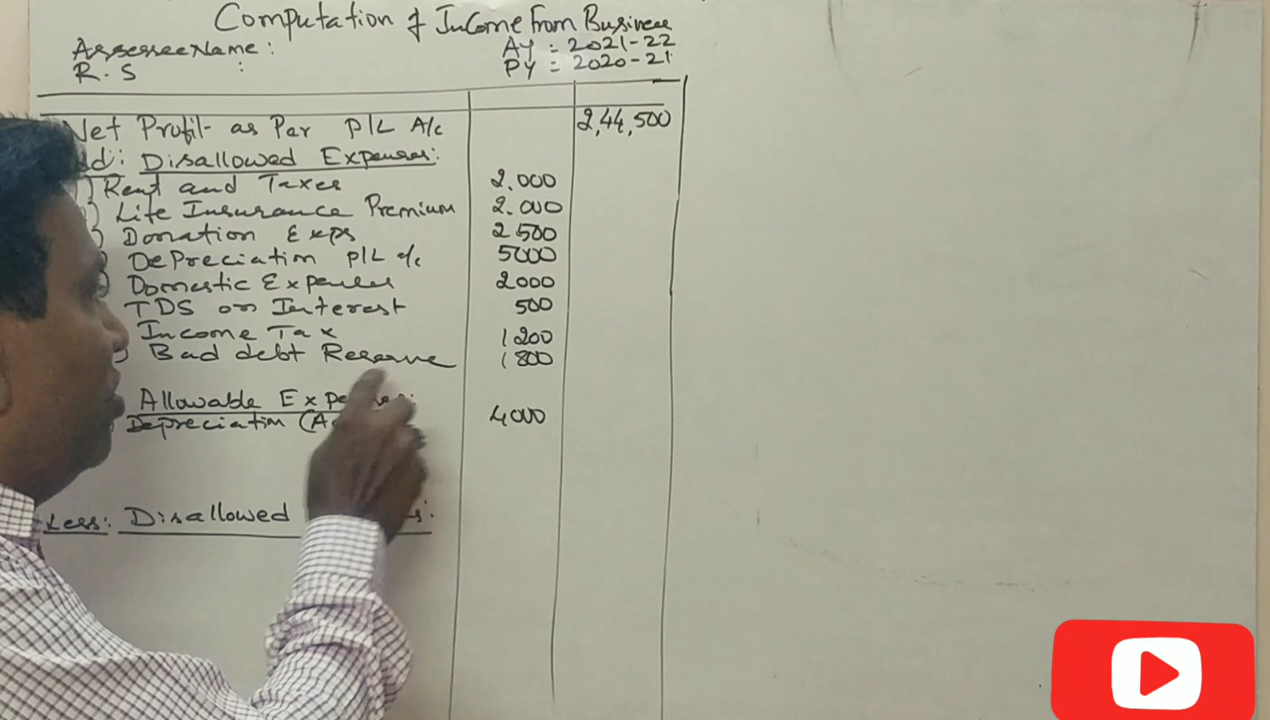 Computation of Income From Business
Assessee Name :
AY : 2021-22
R. S :
PY = 2020-21
Net Profit as Par P/L A/c 2,44,500
Disallowed Expenses:
Rent and Taxes 2.000
Life Insurance Premium 2.000
Donation Exps 2500
DePreciation P/L A/c 5000
Domestic Expenses 2000
TDS on Interest 500
Income Tax 1200
Bad debt Reserve 1800
Allowable
Depreciation 4000
Less: Disallowed